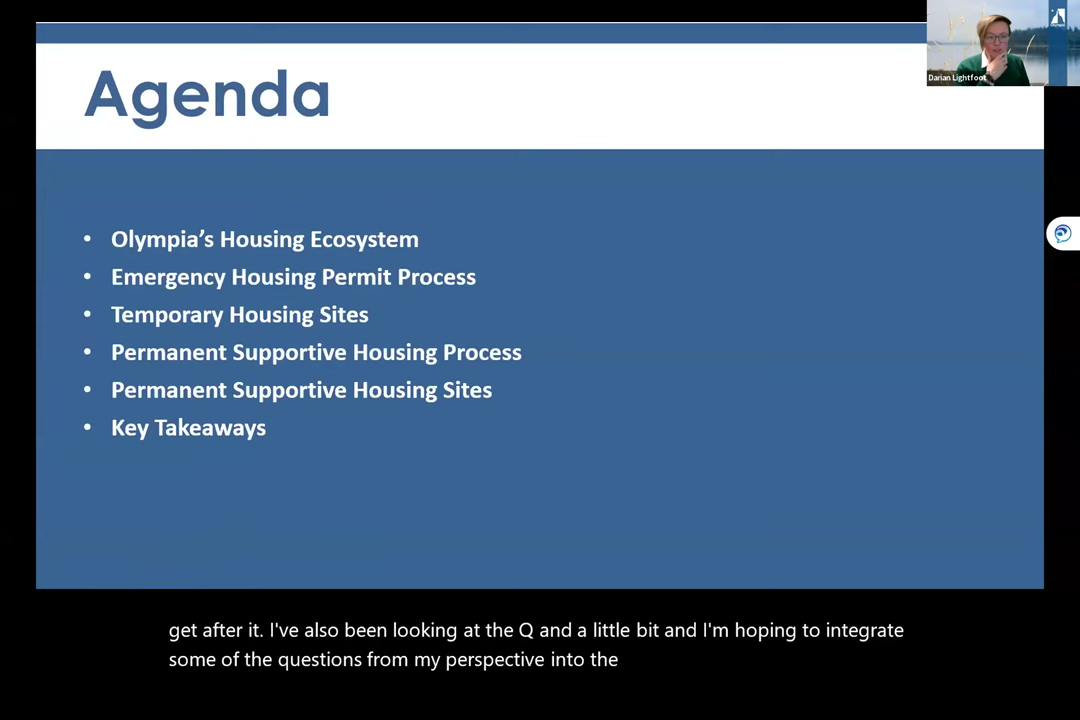 Agenda
Darian Lightfoot
• Olympia’s Housing Ecosystem
• Emergency Housing Permit Process
• Temporary Housing Sites
• Permanent Supportive Housing Process
• Permanent Supportive Housing Sites
• Key Takeaways
get after it. I've also been looking at the Q and a little bit and I'm hoping to integrate
some of the questions from my perspective into the